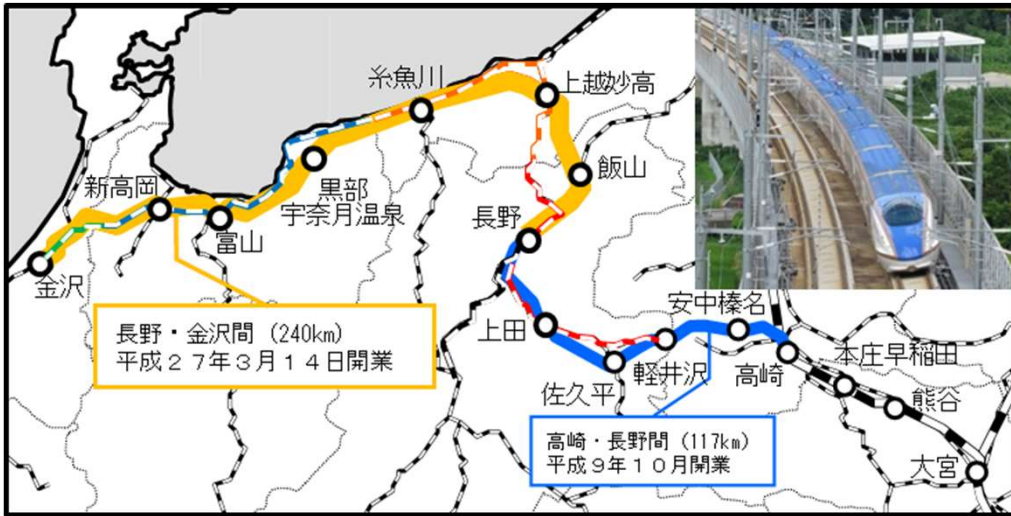 糸魚川
上越妙高
飯山
黒部
宇奈月温泉
新高岡
富山
金沢
長野
上田
佐久平
軽井沢
安中榛名
高崎
本庄早稲田
熊谷
大宮
長野・金沢間（240km）
平成２７年３月１４日開業
高崎・長野間（117km）
平成９年１０月開業